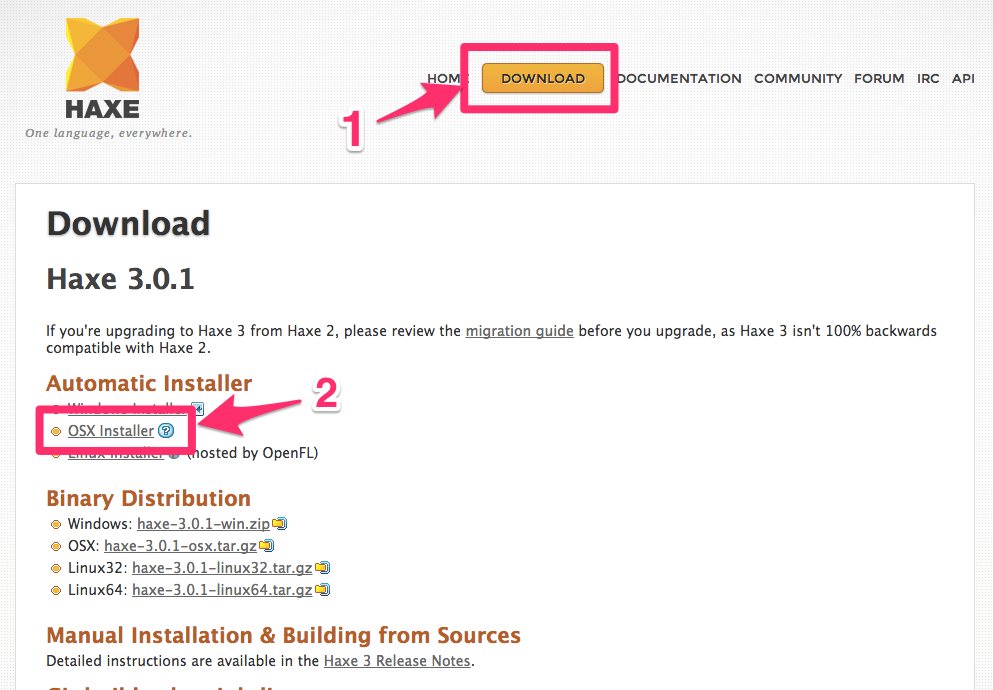 HAXE
One language, everywhere.
HOME DOWNLOAD DOCUMENTATION COMMUNITY FORUM IRC API
1
Download
Haxe 3.0.1
If you're upgrading to Haxe 3 from Haxe 2, please review the migration guide before you upgrade, as Haxe 3 isn't 100% backwards
compatible with Haxe 2.
Automatic Installer
2
Windows Installer
OSX Installer
Linux Installer (hosted by OpenFL)
Binary Distribution
Windows: haxe-3.0.1-win.zip
OSX: haxe-3.0.1-osx.tar.gz
Linux32: haxe-3.0.1-linux32.tar.gz
Linux64: haxe-3.0.1-linux64.tar.gz
Manual Installation & Building from Sources
Detailed instructions are available in the Haxe 3 Release Notes.